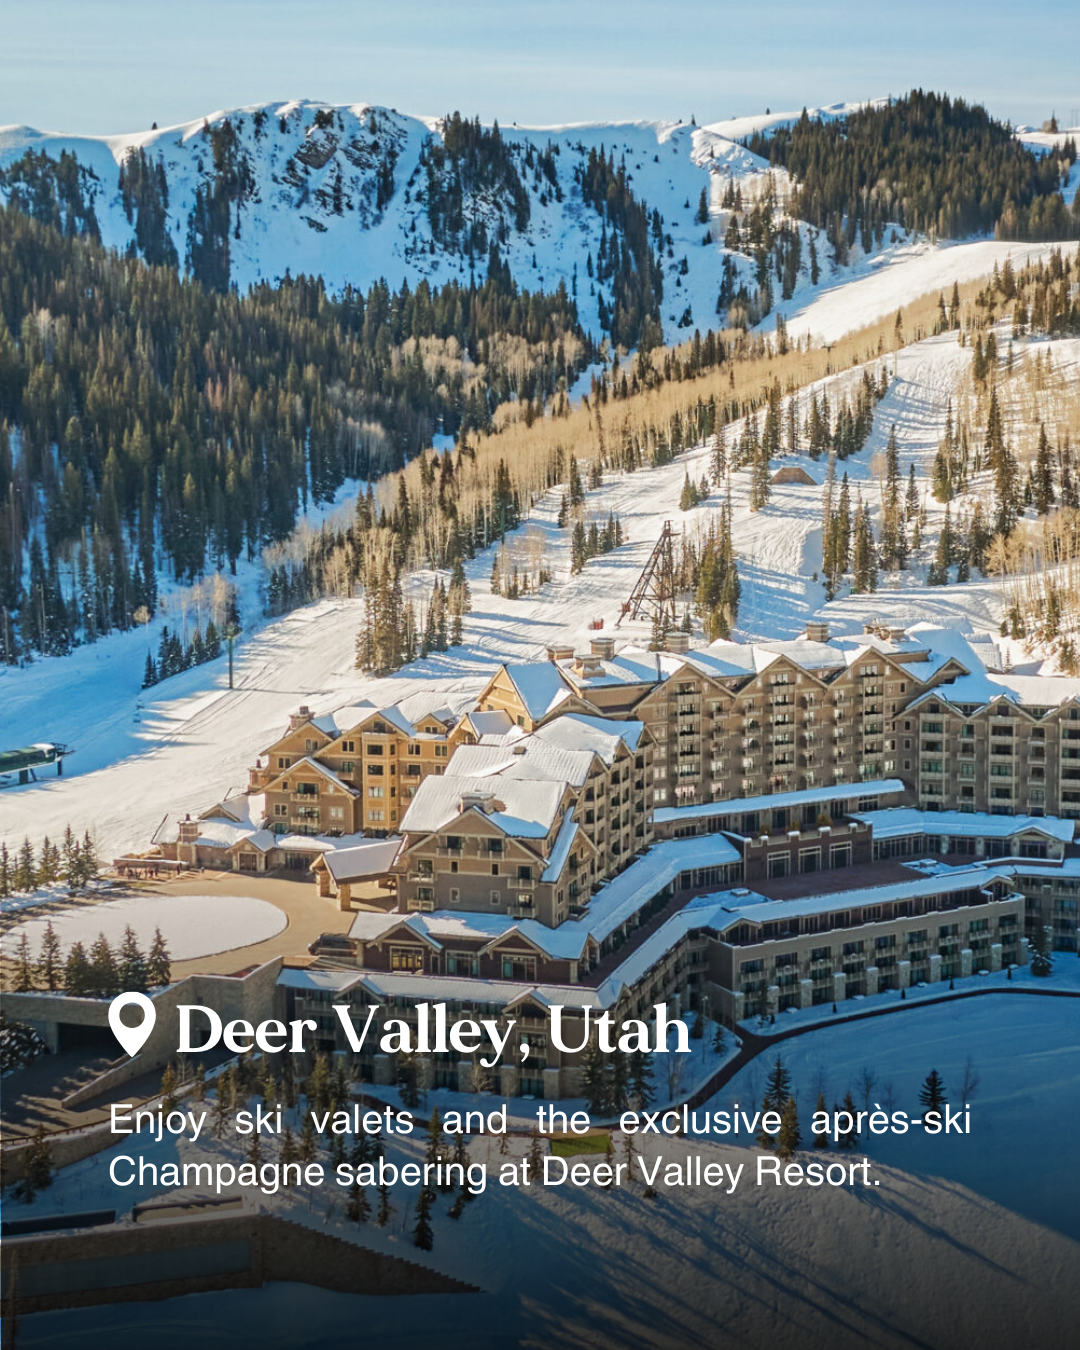 Deer Valley, Utah
Enjoy ski valets and the exclusive après-ski
Champagne sabering at Deer Valley Resort.